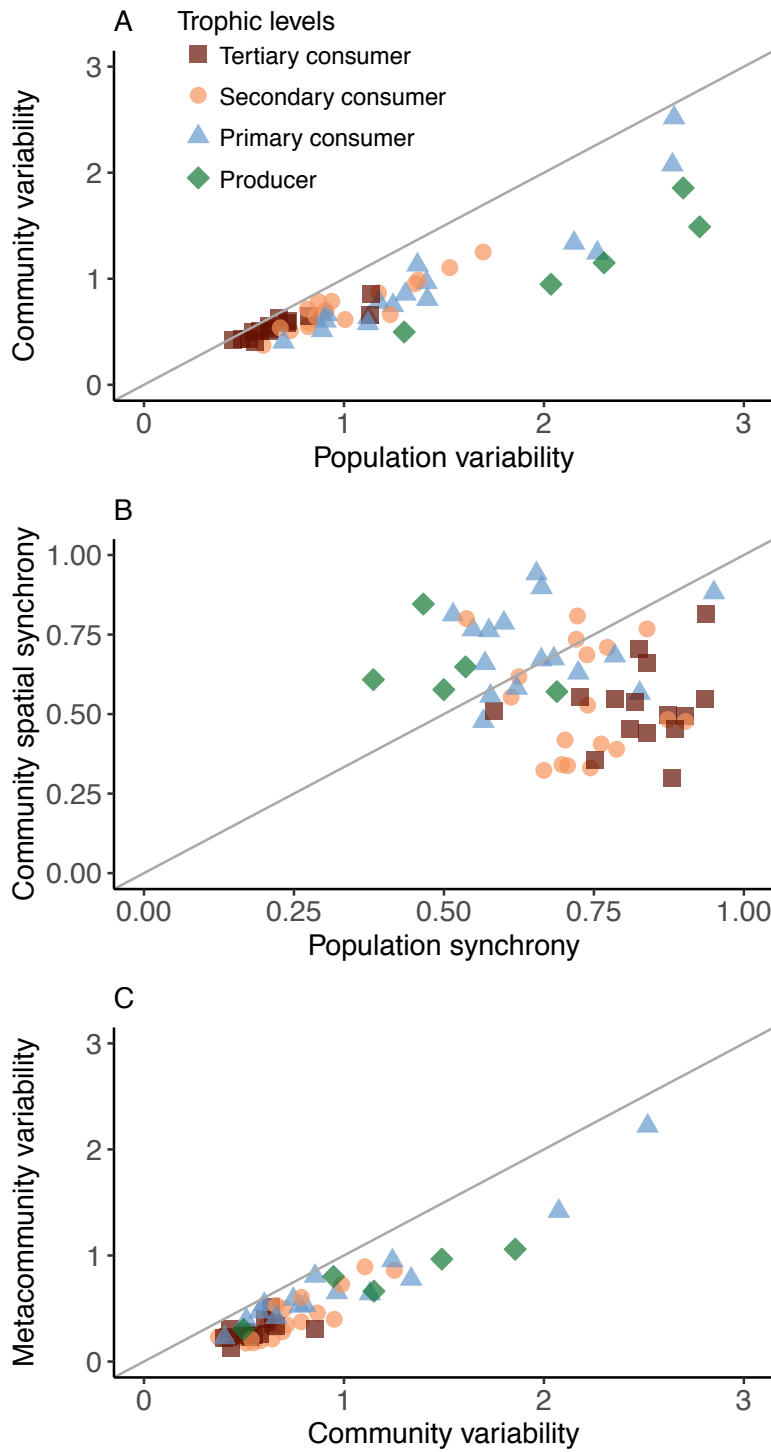 A
Trophic levels
Tertiary consumer
Secondary consumer
Primary consumer
Producer
Community variability
3
2
1
0
0 1 2 3
Population variability
B
Community spatial synchrony
1.00
0.75
0.50
0.25
0.00
0.00 0.25 0.50 0.75 1.00
Population synchrony
C
Metacommunity variability
3
2
1
0
0 1 2 3
Community variability